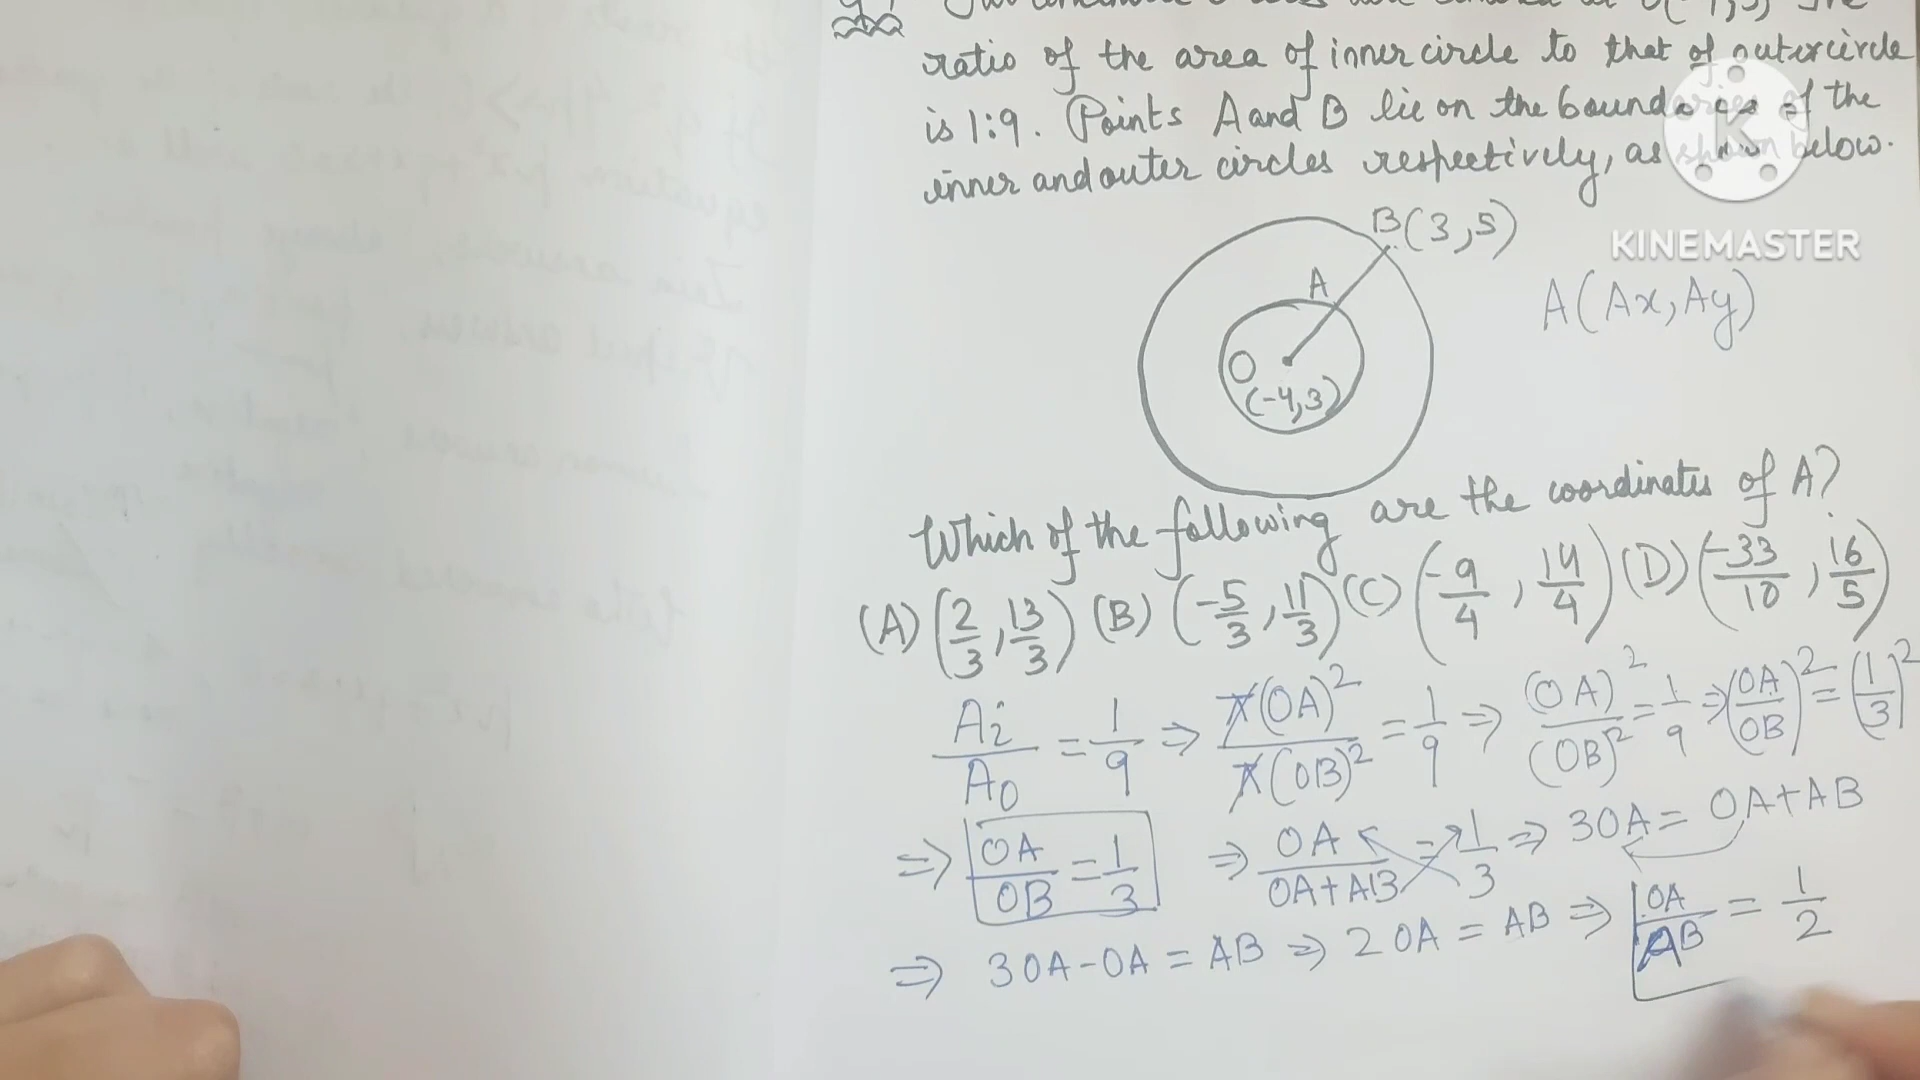 ratio of the area of inner circle to that of outer circle
is 1:9. Points A and B lie on the boundaries of the
inner and outer circles respectively, as shown below.
K
KINEMASTER
B(3,5)
A
A(Ax, Ay)
O
(-4,3)
Which of the following are the coordinates of A?
(A) (2/3, 13/3) (B) (-5/3, 11/3) (C) (-9/4, 14/4) (D) (-33/10, 16/5)
Ai/Ao = 1/9 ⇒ π(OA)²/π(OB)² = 1/9 ⇒ (OA)²/(OB)² = 1/9 ⇒ (OA/OB)² = (1/3)²
⇒ OA/OB = 1/3 ⇒ OA/OA+AB = 1/3 ⇒ 3OA = OA+AB
⇒ 3OA-OA = AB ⇒ 2OA = AB ⇒ OA/AB = 1/2